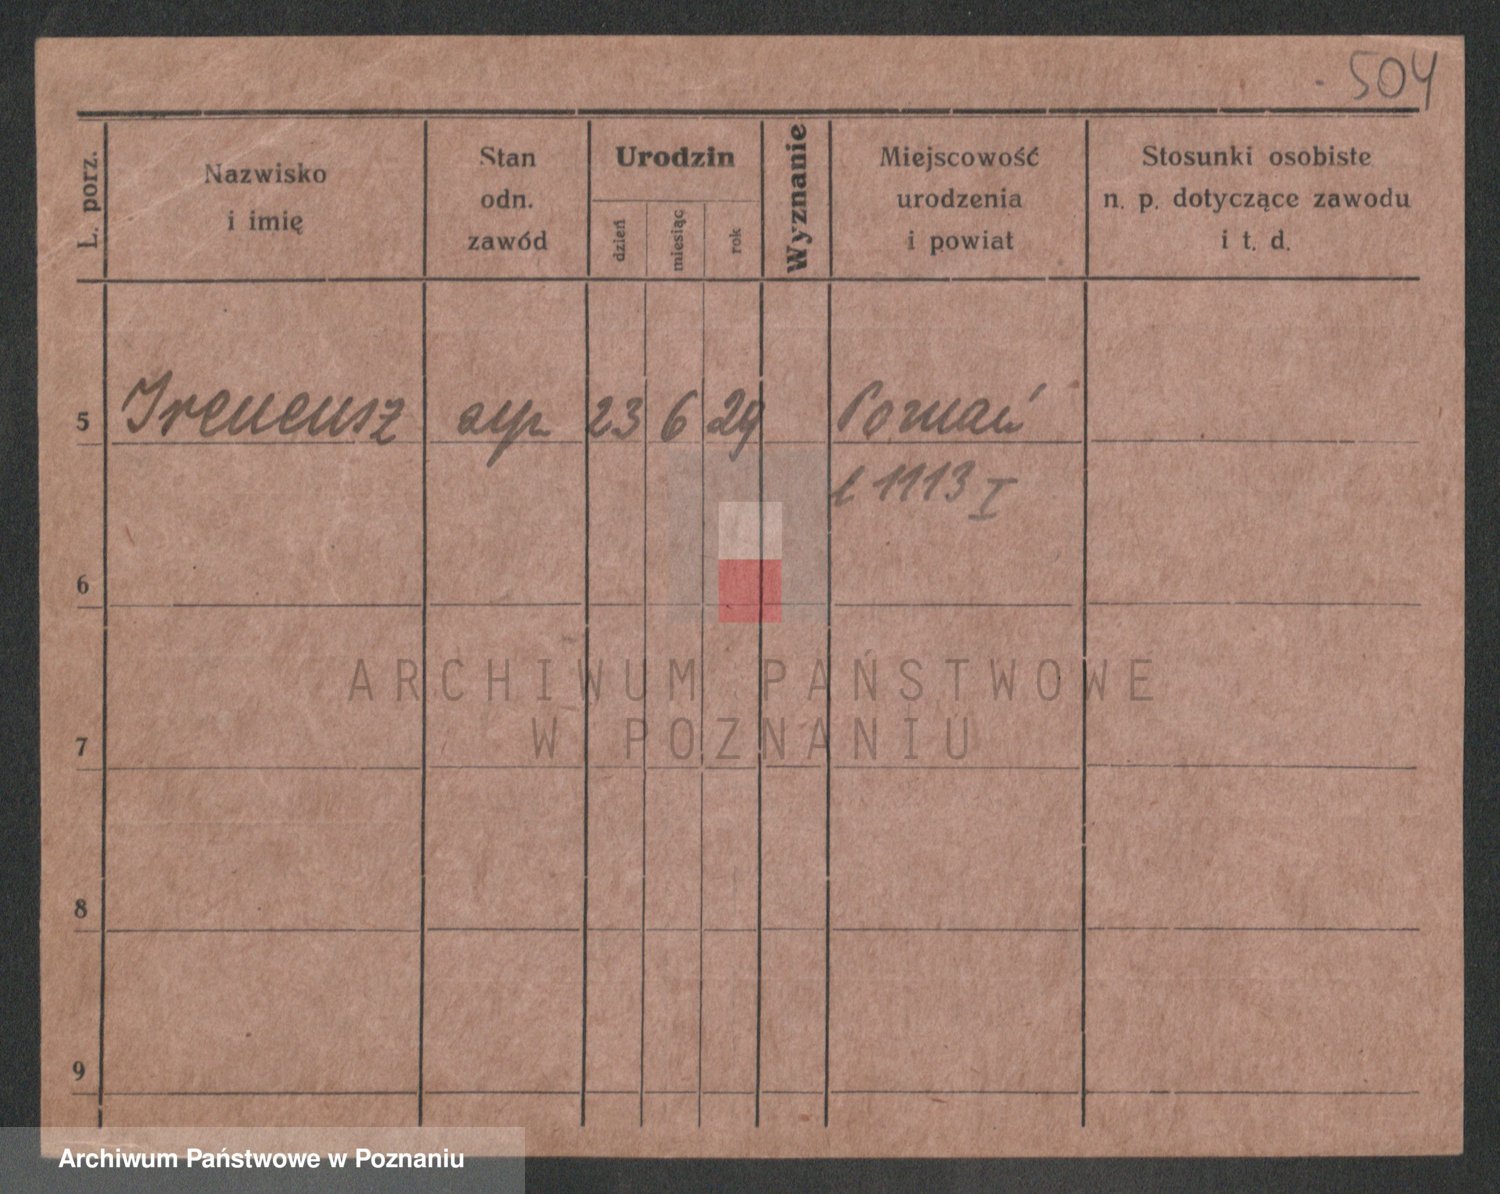 504
L. porz.
Nazwisko
i imię
Stan
odn.
zawód
Urodzin
dzień
miesiąc
rok
Wyznanie
Miejscowość
urodzenia
i powiat
Stosunki osobiste
n. p. dotyczące zawodu
i t. d.
5 Ireneusz syn 23 6 29 Poznań
1113 I
6
7
8
9
ARCHIWUM PAŃSTWOWE
W POZNANIU
Archiwum Państwowe w Poznaniu